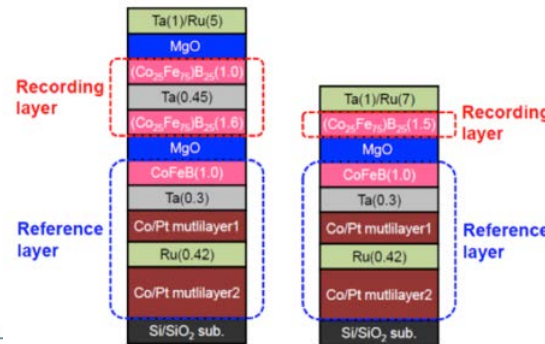 Ta(1)/Ru(5)
MgO
(Co25Fe75)B25(1.0)
Ta(0.45)
(Co25Fe75)B25(1.6)
MgO
CoFeB(1.0)
Ta(0.3)
Co/Pt mutlilayer1
Ru(0.42)
Co/Pt mutlilayer2
Si/SiO2 sub.
Recording
layer
Reference
layer
Ta(1)/Ru(7)
(Co25Fe75)B25(1.5)
MgO
CoFeB(1.0)
Ta(0.3)
Co/Pt mutlilayer1
Ru(0.42)
Co/Pt mutlilayer2
Si/SiO2 sub.
Recording
layer
Reference
layer